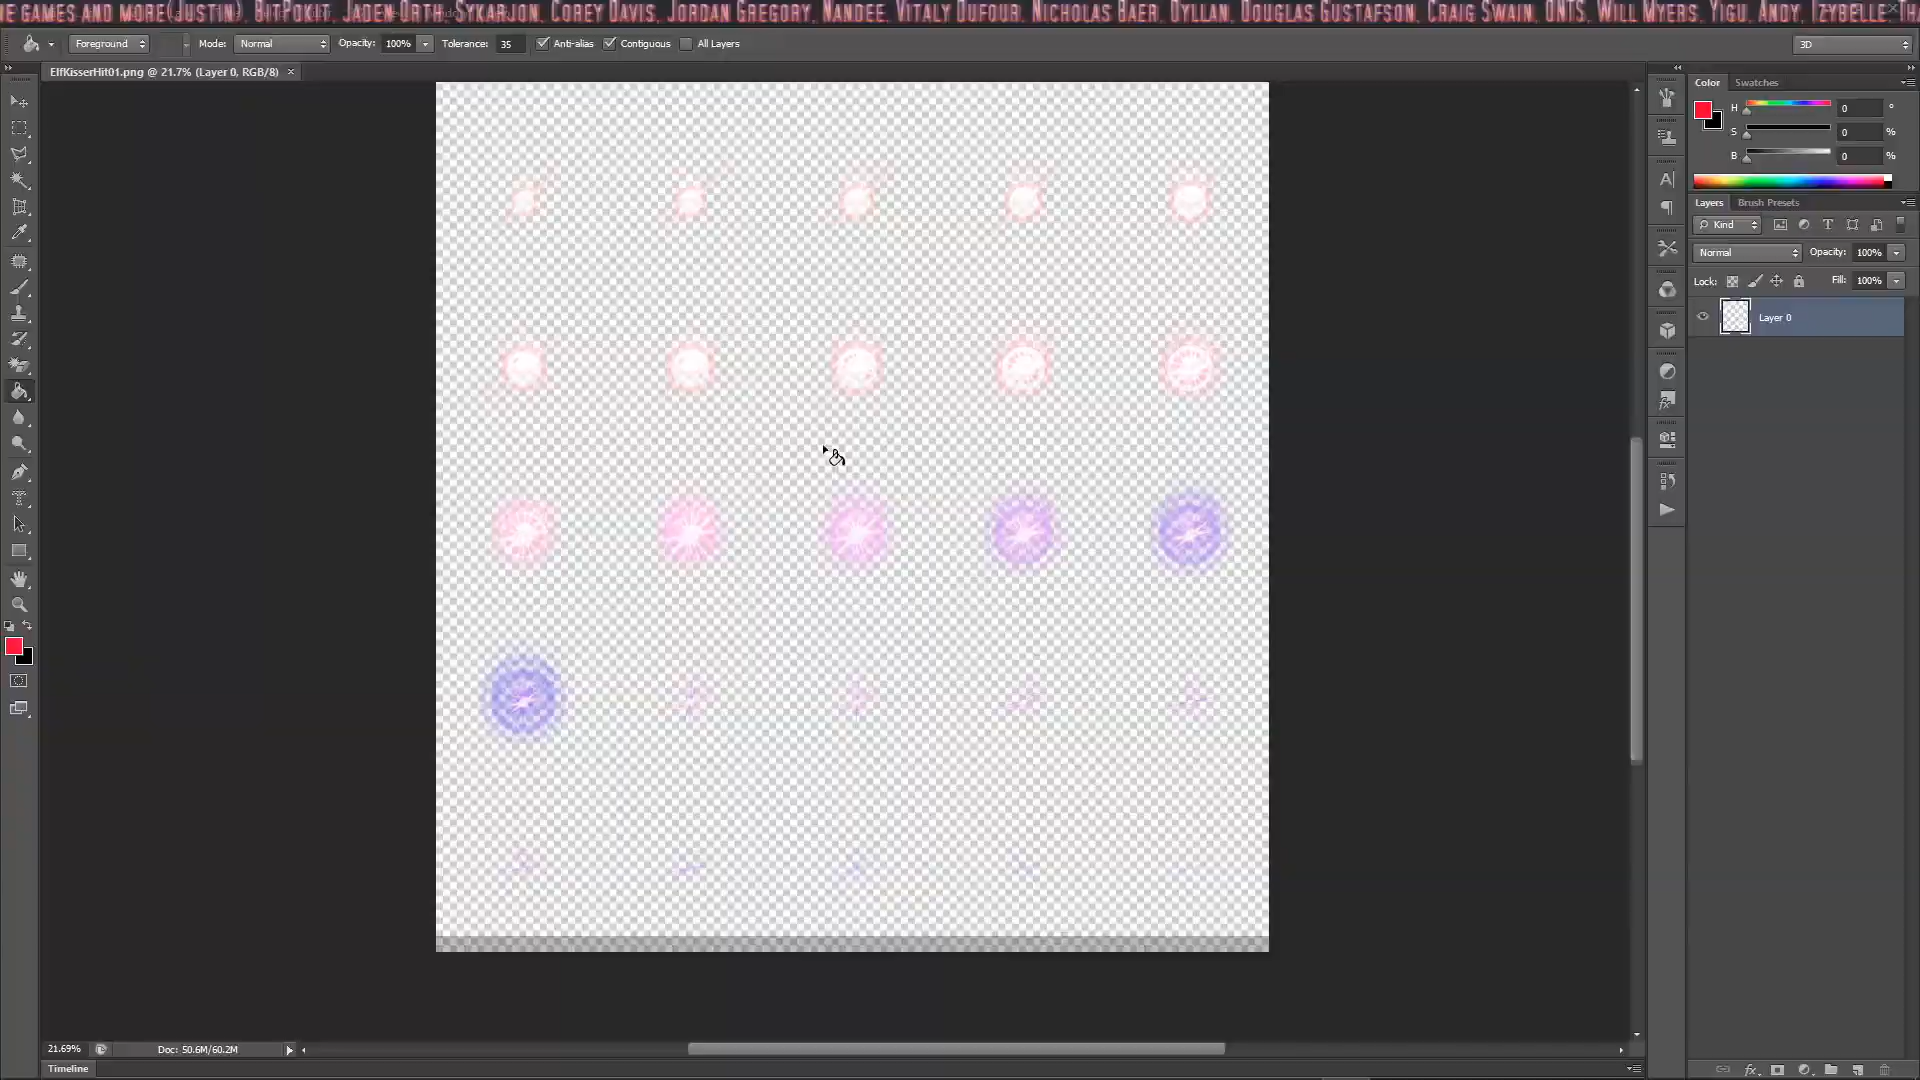 E GAMES AND MORE(JUSTIN), BITPOKIT, JADEN ORTH, SYKARION, COREY DAVIS, JORDAN GREGORY, NANDEE, VITALY DUFOUR, NICHOLAS BAER, DYLLAN, DOUGLAS GUSTAFSON, CRAIG SWAIN, ONTS, WILL MYERS, YIGU, ANDY, IZYBELLE
Foreground Mode: Normal Opacity: 100% Tolerance: 35 Anti-alias Contiguous All Layers 3D
ElfKisserHit01.png @ 21.7% (Layer 0, RGB/8) ×
Color Swatches
H 0 °
S 0 %
B 0 %
Layers Brush Presets
Kind
Normal Opacity: 100%
Lock: Fill: 100%
Layer 0
21.69% Doc: 50.6M/60.2M
Timeline